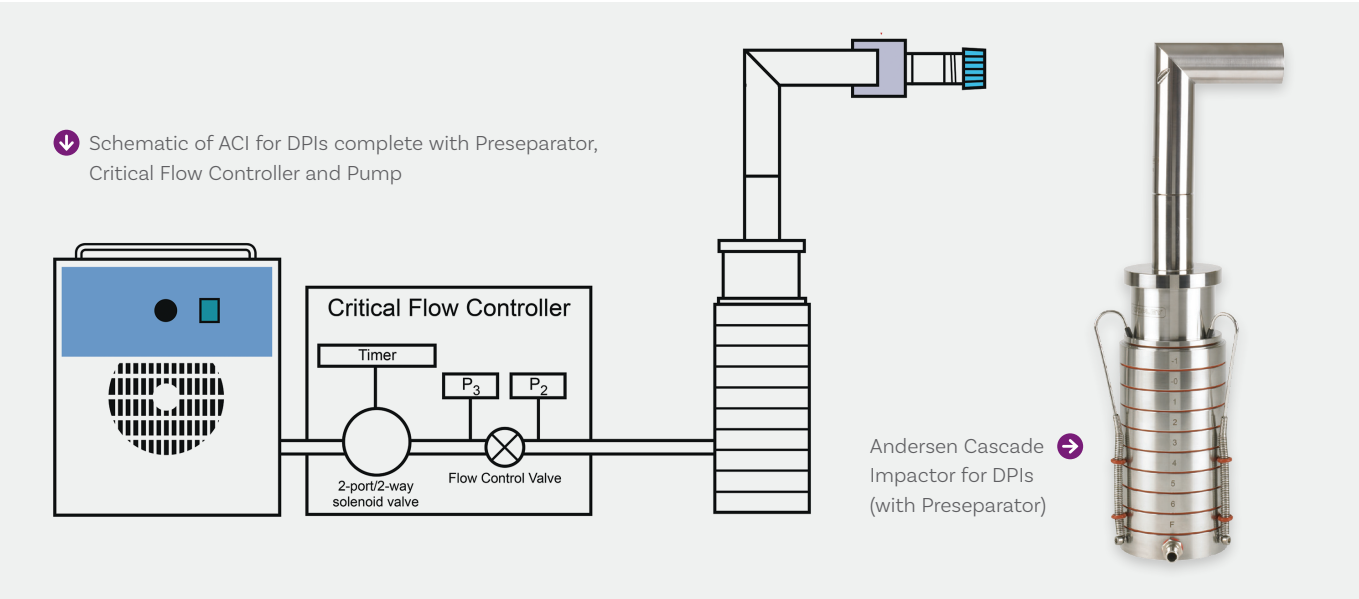 Schematic of ACI for DPIs complete with Preseparator,
Critical Flow Controller and Pump
Critical Flow Controller
Timer
P3
P2
2-port/2-way
solenoid valve
Flow Control Valve
Andersen Cascade
Impactor for DPIs
(with Preseparator)
-1
-0
1
2
3
4
5
6
F